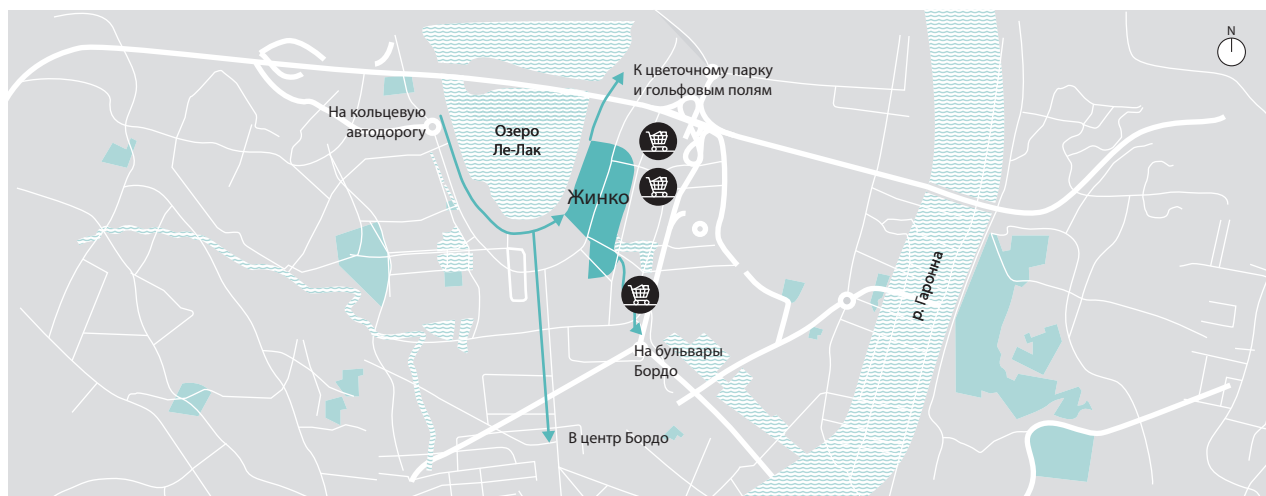 N
К цветочному парку
и гольфовым полям
На кольцевую
автодорогу
Озеро
Ле-Лак
Жинко
р. Гаронна
На бульвары
Бордо
В центр Бордо